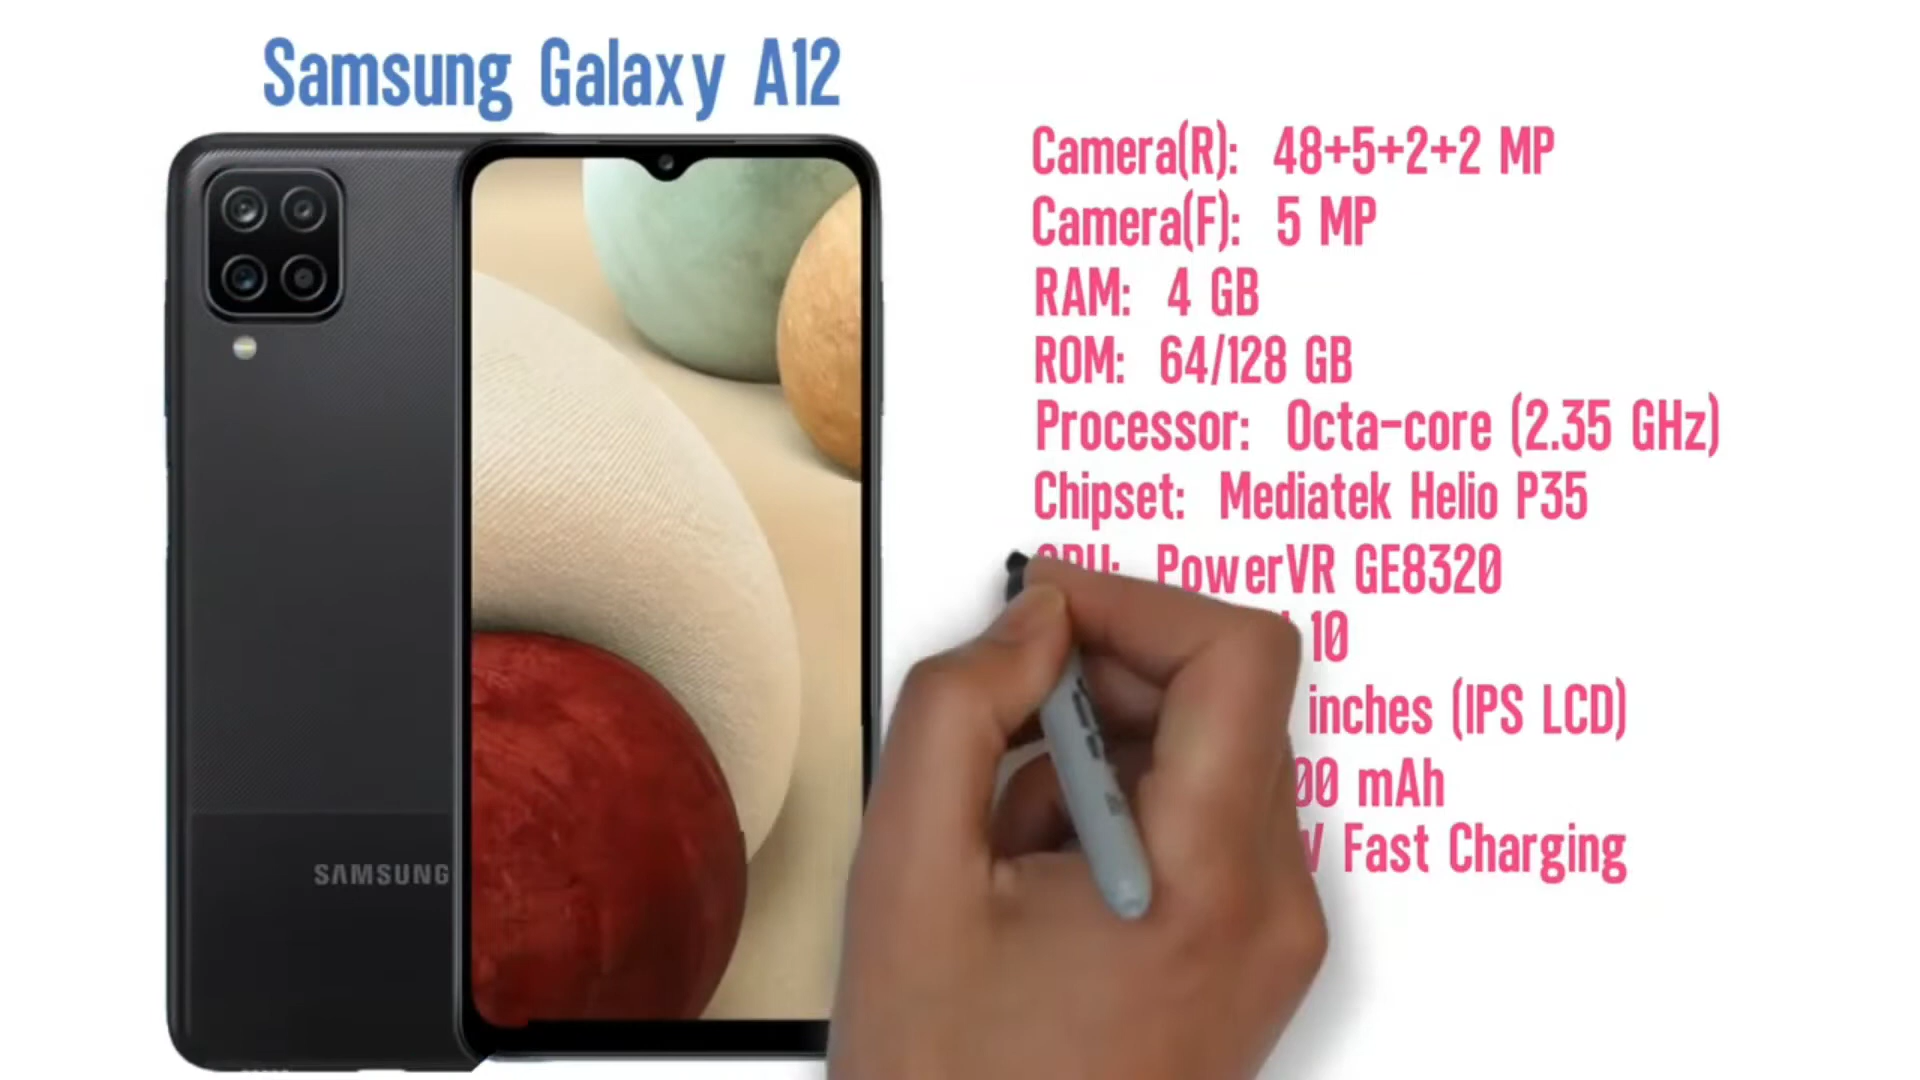 Samsung Galaxy A12
Camera(R): 48+5+2+2 MP
Camera(F): 5 MP
RAM: 4 GB
ROM: 64/128 GB
Processor: Octa-core (2.35 GHz)
Chipset: Mediatek Helio P35
PowerVR GE8320
10
inches (IPS LCD)
mAh
Fast Charging
SAMSUNG